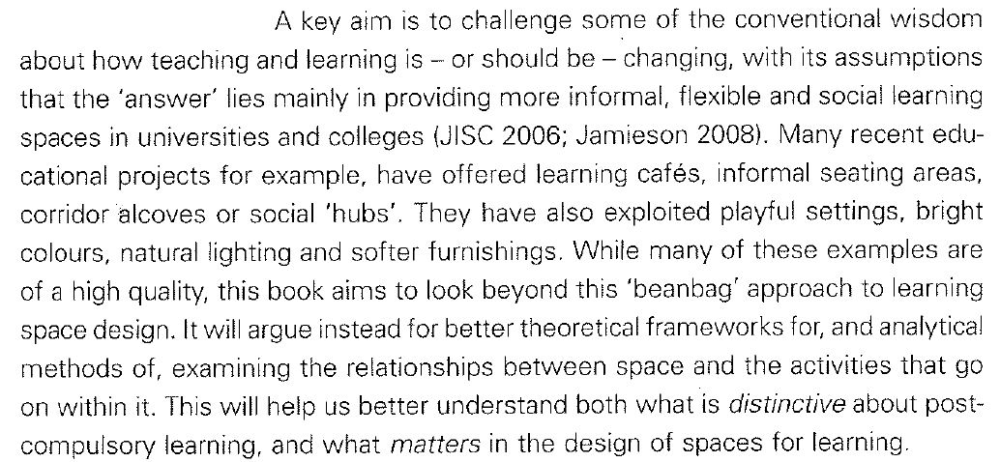 A key aim is to challenge some of the conventional wisdom
about how teaching and learning is – or should be – changing, with its assumptions
that the 'answer' lies mainly in providing more informal, flexible and social learning
spaces in universities and colleges (JISC 2006; Jamieson 2008). Many recent edu-
cational projects for example, have offered learning cafés, informal seating areas,
corridor alcoves or social 'hubs'. They have also exploited playful settings, bright
colours, natural lighting and softer furnishings. While many of these examples are
of a high quality, this book aims to look beyond this 'beanbag' approach to learning
space design. It will argue instead for better theoretical frameworks for, and analytical
methods of, examining the relationships between space and the activities that go
on within it. This will help us better understand both what is distinctive about post-
compulsory learning, and what matters in the design of spaces for learning.